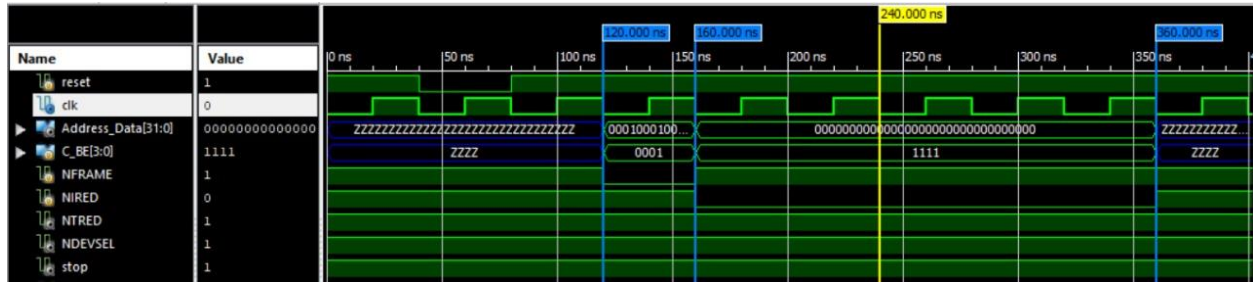 240.000 ns
120.000 ns 160.000 ns 360.000 ns
Name Value 0 ns 50 ns 100 ns 150 ns 200 ns 250 ns 300 ns 350 ns
reset 1
clk 0
Address_Data[31:0] 00000000000000 ZZZZZZZZZZZZZZZZZZZZZZZZZZZZZZZZ 0001000100... 00000000000000000000000000000000 ZZZZZZZZZZZZ...
C_BE[3:0] 1111 ZZZZ 0001 1111 ZZZZ
NFRAME 1
NIRED 0
NTRED 1
NDEVSEL 1
stop 1